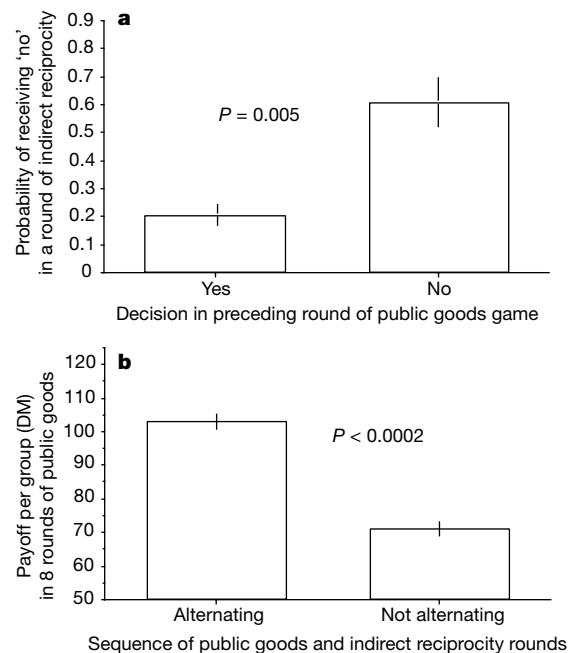 a
Probability of receiving 'no'
in a round of indirect reciprocity
0.9
0.8
0.7
0.6
0.5
0.4
0.3
0.2
0.1
0
P = 0.005
Yes
No
Decision in preceding round of public goods game
b
Payoff per group (DM)
in 8 rounds of public goods
120
110
100
90
80
70
60
50
P < 0.0002
Alternating
Not alternating
Sequence of public goods and indirect reciprocity rounds